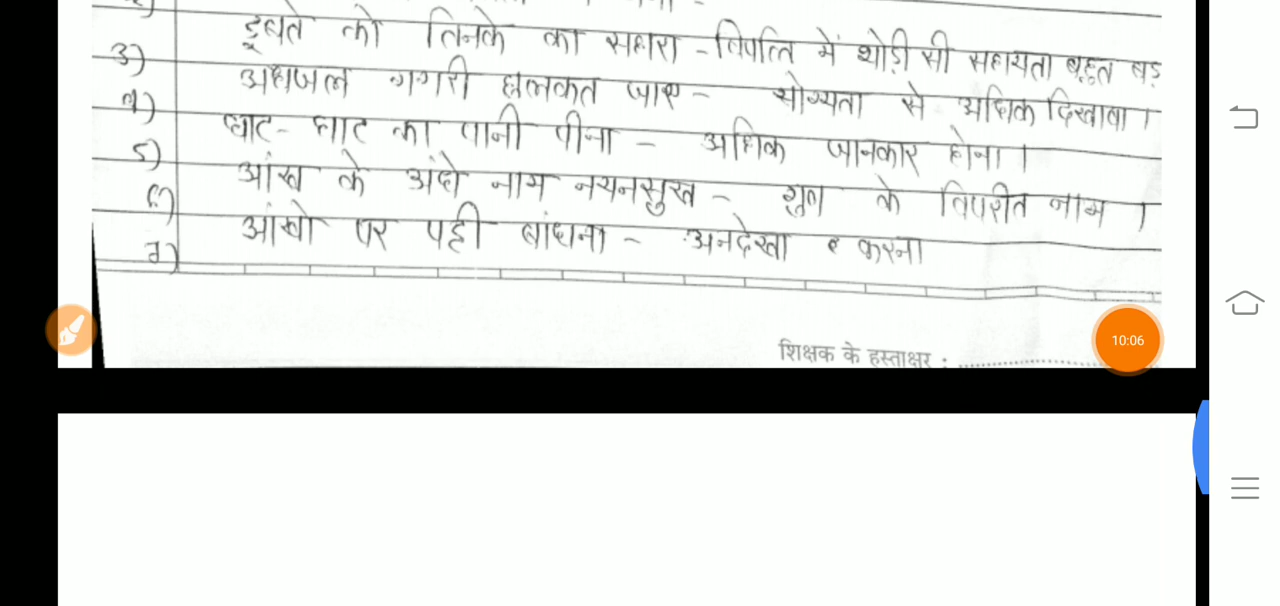 डूबते को तिनके का सहारा - विपत्ति में थोड़ी सी सहायता बहुत बड़
3) अधजल गगरी छलकत जाए - योग्यता से अधिक दिखावा ।
4) घाट - घाट का पानी पीना - अधिक जानकार होना ।
5) आंख के अंधे नाम नयनसुख - गुण के विपरीत नाम ।
6) आंखो पर पट्टी बांधना - अनदेखा करना
7)
शिक्षक के हस्ताक्षर :
10:06